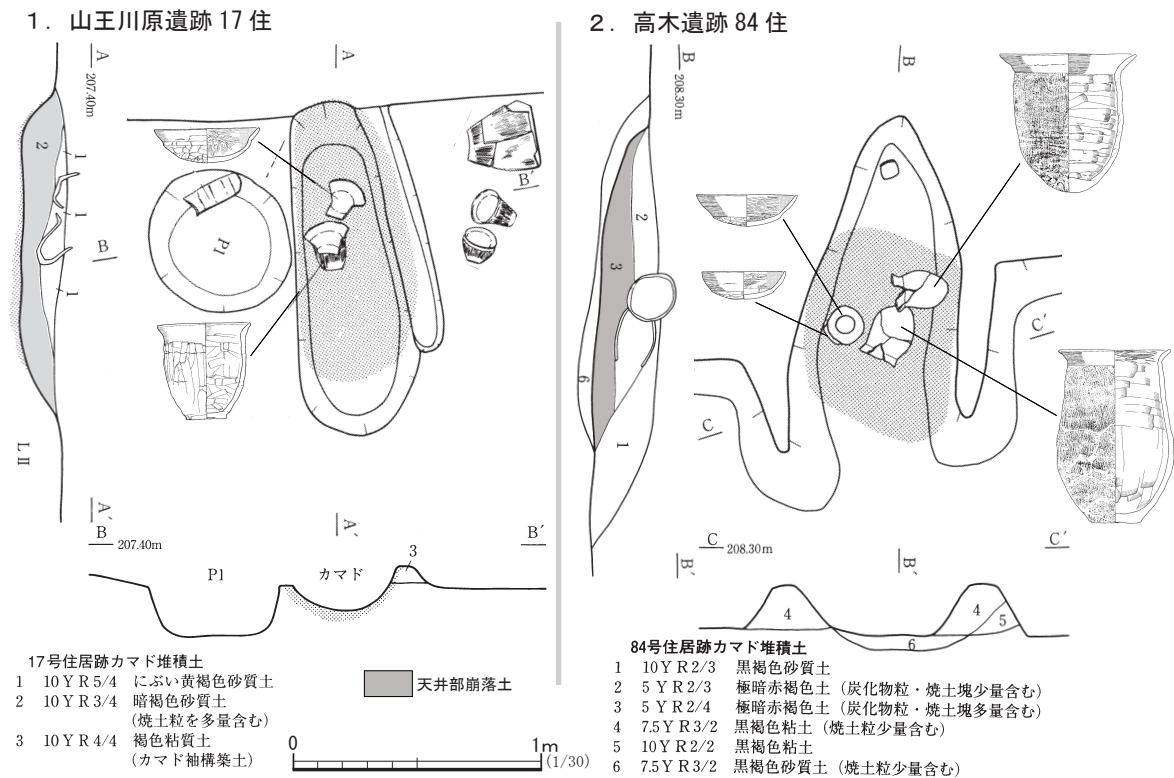 1．山王川原遺跡 17 住
A
207.40m
A
2
1
1
1
B
B′
P1
LⅡ
A′
A′
B
207.40m
B′
P1
カマド
3
17号住居跡カマド堆積土
1 10YR5/4 にぶい黄褐色砂質土
2 10YR3/4 暗褐色砂質土
(焼土粒を多量含む)
3 10YR4/4 褐色粘質土
(カマド袖構築土)
天井部崩落土
0
1m
(1/30)
2．高木遺跡 84 住
B
208.30m
B
2
3
6
1
C
C′
C
208.30m
C′
B′
B′
4
4
5
6
84号住居跡カマド堆積土
1 10YR2/3 黒褐色砂質土
2 5YR2/3 極暗赤褐色土 (炭化物粒・焼土塊少量含む)
3 5YR2/4 極暗赤褐色土 (炭化物粒・焼土塊多量含む)
4 7.5YR3/2 黒褐色粘土 (焼土粒少量含む)
5 10YR2/2 黒褐色粘土
6 7.5YR3/2 黒褐色砂質土 (焼土粒少量含む)